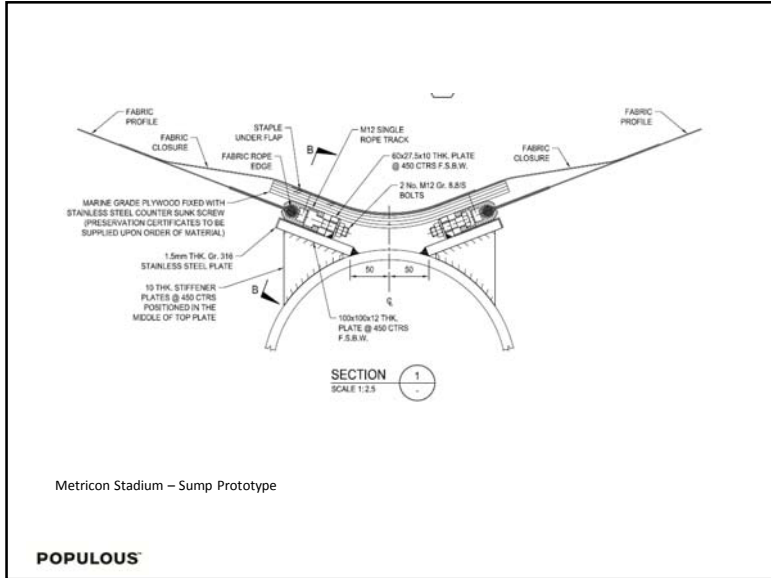 FABRIC
PROFILE
FABRIC
CLOSURE
STAPLE
UNDER FLAP
B
M12 SINGLE
ROPE TRACK
FABRIC ROPE
EDGE
60x27.5x10 THK. PLATE
@ 450 CTRS F.S.B.W.
2 No. M12 Gr. 8.8/S
BOLTS
FABRIC
CLOSURE
FABRIC
PROFILE
MARINE GRADE PLYWOOD FIXED WITH
STAINLESS STEEL COUNTER SUNK SCREW
(PRESERVATION CERTIFICATES TO BE
SUPPLIED UPON ORDER OF MATERIAL)
1.5mm THK. Gr. 316
STAINLESS STEEL PLATE
B
10 THK. STIFFENER
PLATES @ 450 CTRS
POSITIONED IN THE
MIDDLE OF TOP PLATE
50 50
100x100x12 THK.
PLATE @ 450 CTRS
F.S.B.W.
SECTION 1
SCALE 1:2.5 -
Metricon Stadium – Sump Prototype
POPULOUS